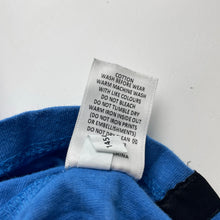 COTTON
WASH BEFORE WEAR
WARM MACHINE WASH
WITH LIKE COLOURS
DO NOT BLEACH
DO NOT TUMBLE DRY
WARM IRON INSIDE OUT
(DO NOT IRON PRINTS
OR EMBELLISHMENTS)
DO NOT DRY CLEAN